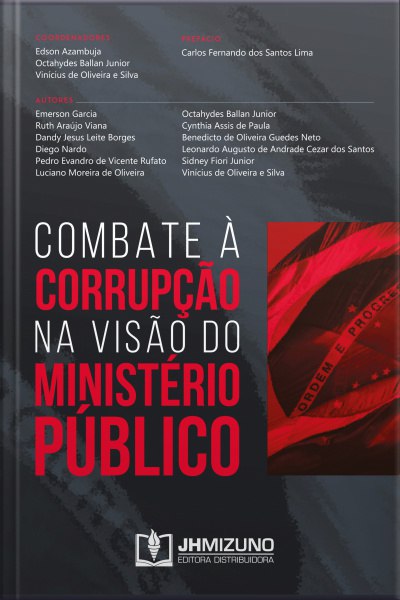 COORDENADORES
Edson Azambuja
Octahydes Ballan Junior
Vinícius de Oliveira e Silva
PREFÁCIO
Carlos Fernando dos Santos Lima
AUTORES
Emerson Garcia
Ruth Araújo Viana
Dandy Jesus Leite Borges
Diego Nardo
Pedro Evandro de Vicente Rufato
Luciano Moreira de Oliveira
Octahydes Ballan Junior
Cynthia Assis de Paula
Benedicto de Oliveira Guedes Neto
Leonardo Augusto de Andrade Cezar dos Santos
Sidney Fiori Junior
Vinícius de Oliveira e Silva
COMBATE À
CORRUPÇÃO
NA VISÃO DO
MINISTÉRIO
PÚBLICO
ORDEM E PROGRE
JHMIZUNO
EDITORA DISTRIBUIDORA